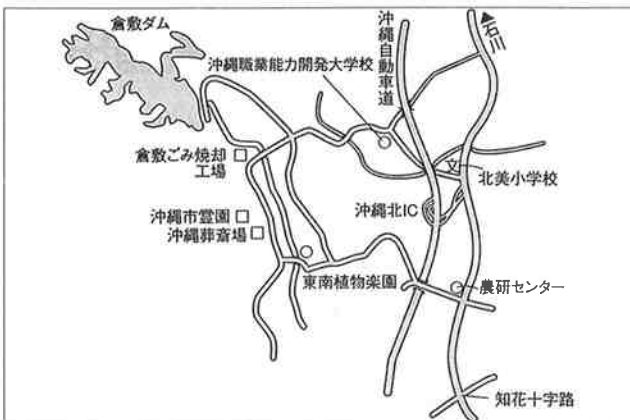 倉敷ダム
沖縄職業能力開発大学校
沖縄自動車道
石川
倉敷ごみ焼却
工場
文
北美小学校
沖縄北IC
沖縄市霊園
沖縄葬斎場
東南植物楽園
農研センター
知花十字路